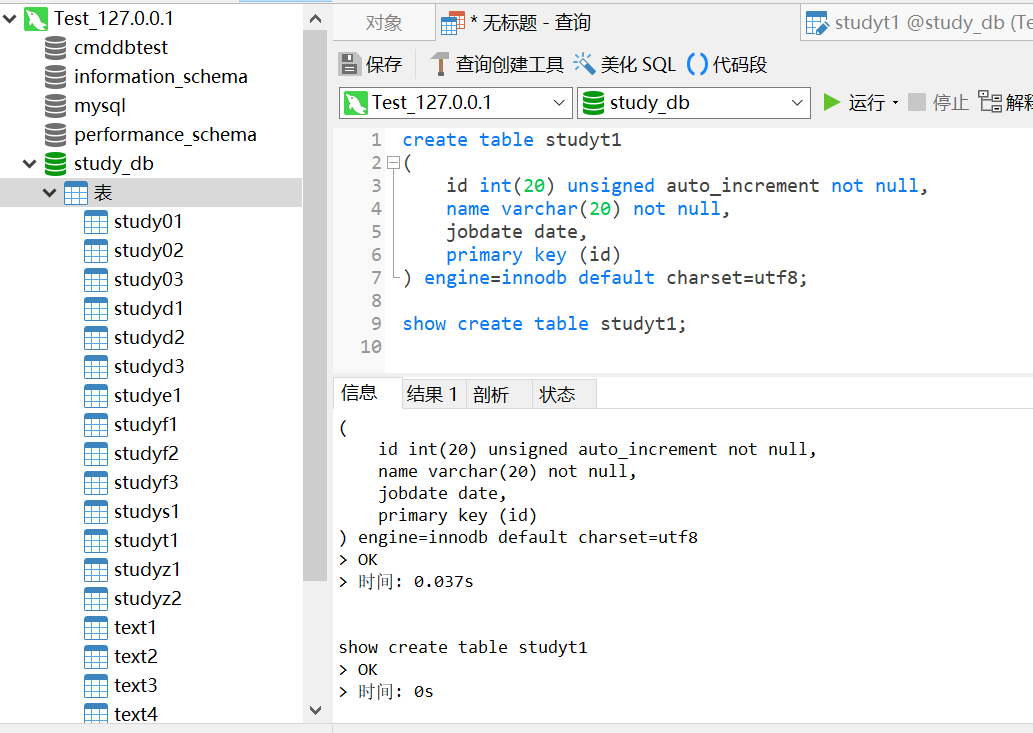 Test_127.0.0.1
cmddbtest
information_schema
mysql
performance_schema
study_db
表
study01
study02
study03
studyd1
studyd2
studyd3
studye1
studyf1
studyf2
studyf3
studys1
studyt1
studyz1
studyz2
text1
text2
text3
text4
对象
* 无标题 - 查询
studyt1 @study_db (Te
保存
查询创建工具
美化 SQL
() 代码段
Test_127.0.0.1
study_db
运行
停止
解释
1 create table studyt1
2 (
3 id int(20) unsigned auto_increment not null,
4 name varchar(20) not null,
5 jobdate date,
6 primary key (id)
7 ) engine=innodb default charset=utf8;
8
9 show create table studyt1;
10
信息
结果 1
剖析
状态
(
id int(20) unsigned auto_increment not null,
name varchar(20) not null,
jobdate date,
primary key (id)
) engine=innodb default charset=utf8
> OK
> 时间: 0.037s
show create table studyt1
> OK
> 时间: 0s